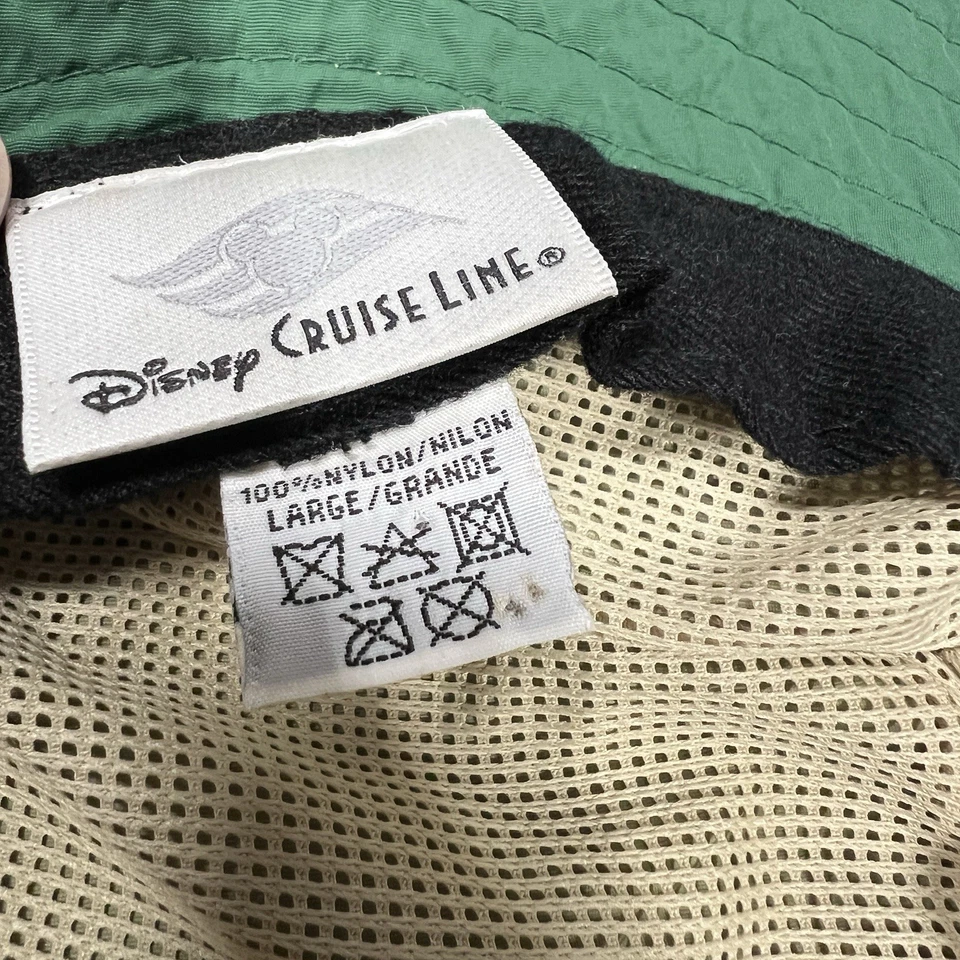 Disney Cruise Line®
100%NYLON/NILON
LARGE/GRANDE